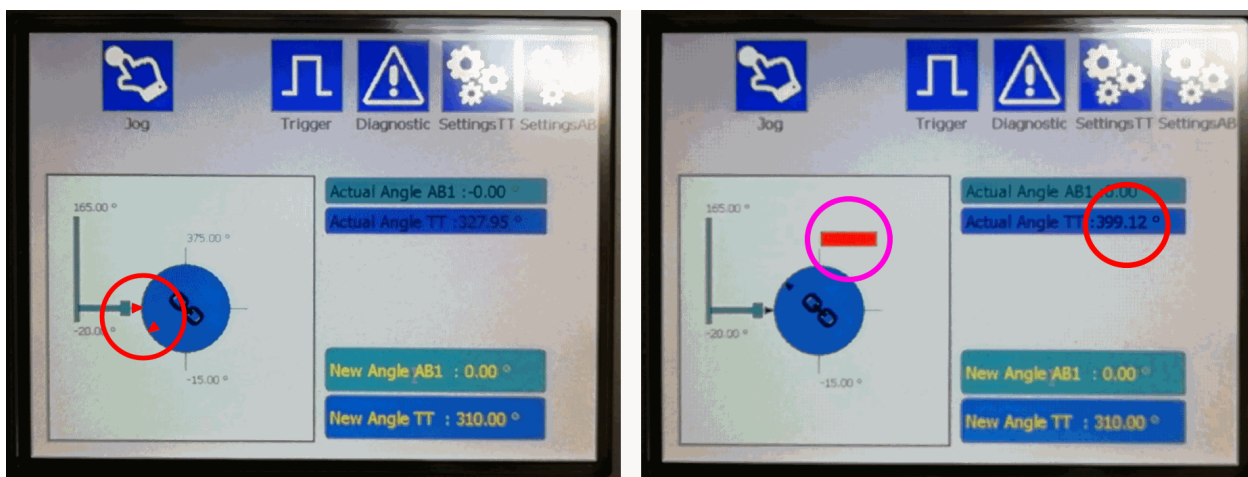 Jog
Trigger
Diagnostic
SettingsTT
SettingsAB
Actual Angle AB1 :-0.00 °
Actual Angle TT :327.95 °
165.00 °
375.00 °
-20.00 °
-15.00 °
New Angle AB1 : 0.00 °
New Angle TT : 310.00 °
Jog
Trigger
Diagnostic
SettingsTT
SettingsAB
Actual Angle AB1 :0.00 °
Actual Angle TT :399.12 °
165.00 °
-20.00 °
-15.00 °
New Angle AB1 : 0.00 °
New Angle TT : 310.00 °